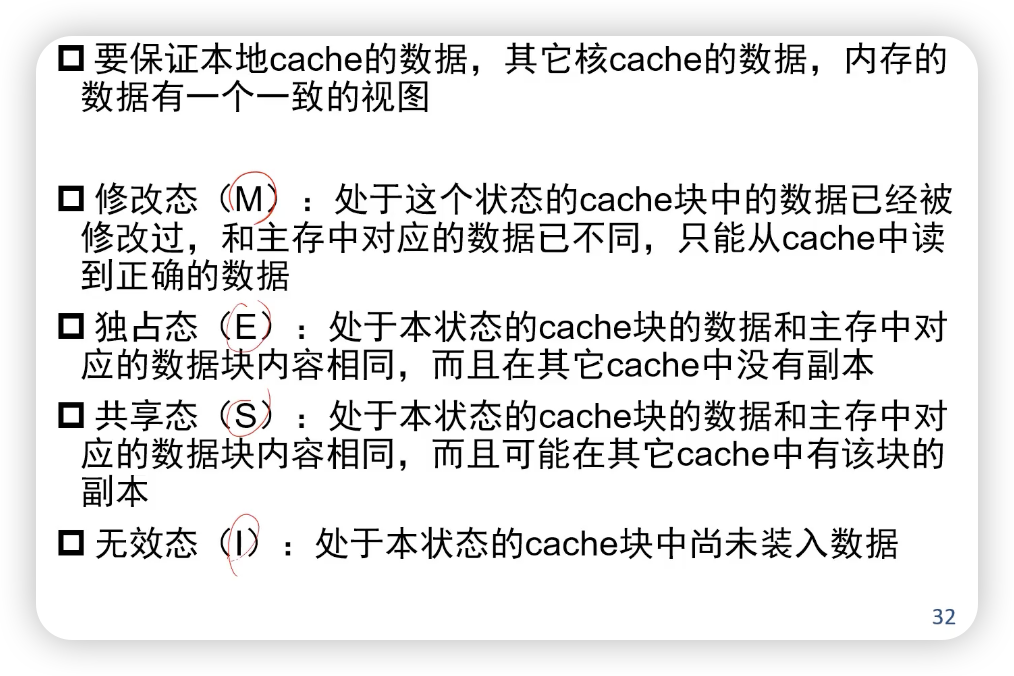 要保证本地cache的数据，其它核cache的数据，内存的
数据有一个一致的视图
修改态（M）：处于这个状态的cache块中的数据已经被
修改过，和主存中对应的数据已不同，只能从cache中读
到正确的数据
独占态（E）：处于本状态的cache块的数据和主存中对
应的数据块内容相同，而且在其它cache中没有副本
共享态（S）：处于本状态的cache块的数据和主存中对
应的数据块内容相同，而且可能在其它cache中有该块的
副本
无效态（I）：处于本状态的cache块中尚未装入数据
32